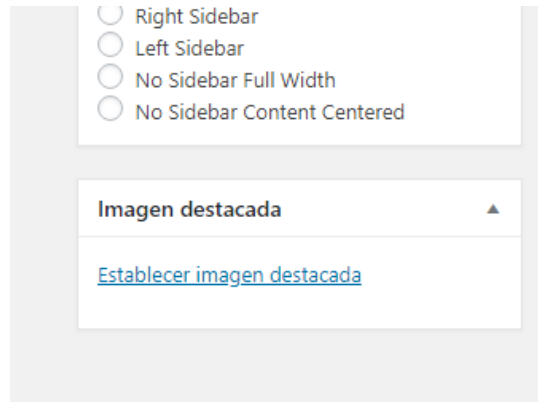 Right Sidebar
Left Sidebar
No Sidebar Full Width
No Sidebar Content Centered
Imagen destacada
Establecer imagen destacada